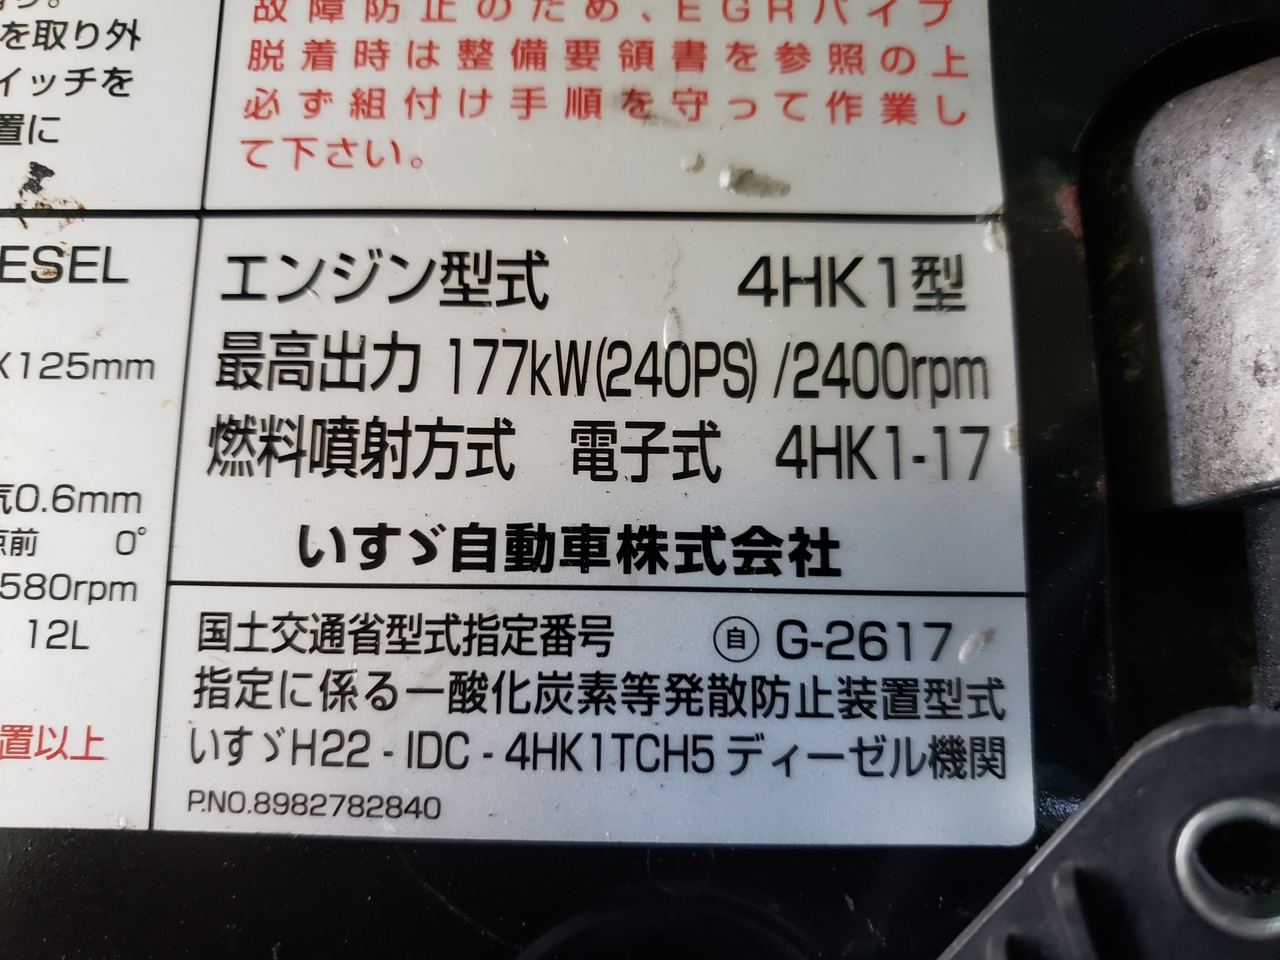 を取り外
イッチを
置に
故障防止のため、EGRパイプ
脱着時は整備要領書を参照の上
必ず組付け手順を守って作業し
て下さい。
ESEL
X125mm
気0.6mm
点前 0°
580rpm
12L
置以上
エンジン型式 4HK1型
最高出力 177kW(240PS) /2400rpm
燃料噴射方式 電子式 4HK1-17
いすゞ自動車株式会社
国土交通省型式指定番号 ㊀自 G-2617
指定に係る一酸化炭素等発散防止装置型式
いすゞH22 - IDC - 4HK1TCH5 ディーゼル機関
P.NO.8982782840